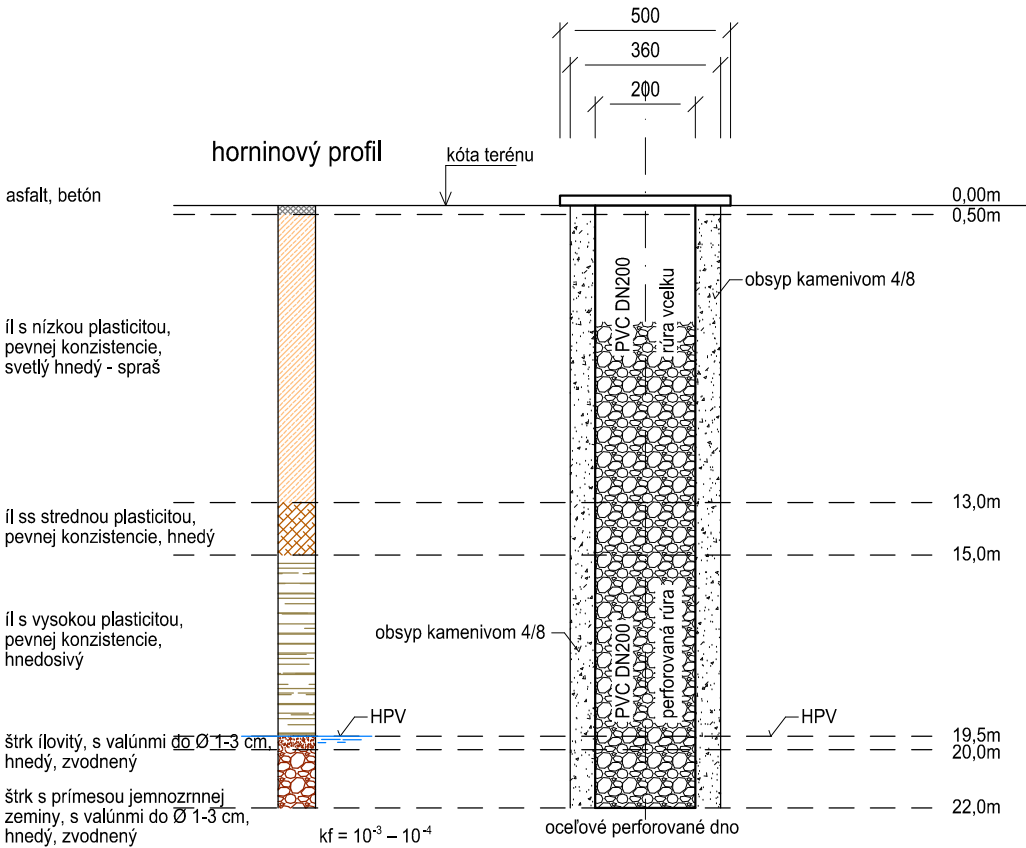 500
360
200
horninový profil
kóta terénu
asfalt, betón
0,00m
0,50m
PVC DN200
rúra vcelku
obsyp kamenivom 4/8
íl s nízkou plasticitou,
pevnej konzistencie,
svetlý hnedý - spraš
13,0m
íl ss strednou plasticitou,
pevnej konzistencie, hnedý
15,0m
íl s vysokou plasticitou,
pevnej konzistencie,
hnedosivý
obsyp kamenivom 4/8
PVC DN200
perforovaná rúra
HPV
HPV
štrk ílovitý, s valúnmi do Ø 1-3 cm,
hnedý, zvodnený
19,5m
20,0m
štrk s prímesou jemnozrnnej
zeminy, s valúnmi do Ø 1-3 cm,
hnedý, zvodnený
22,0m
kf = 10⁻³ – 10⁻⁴
oceľové perforované dno